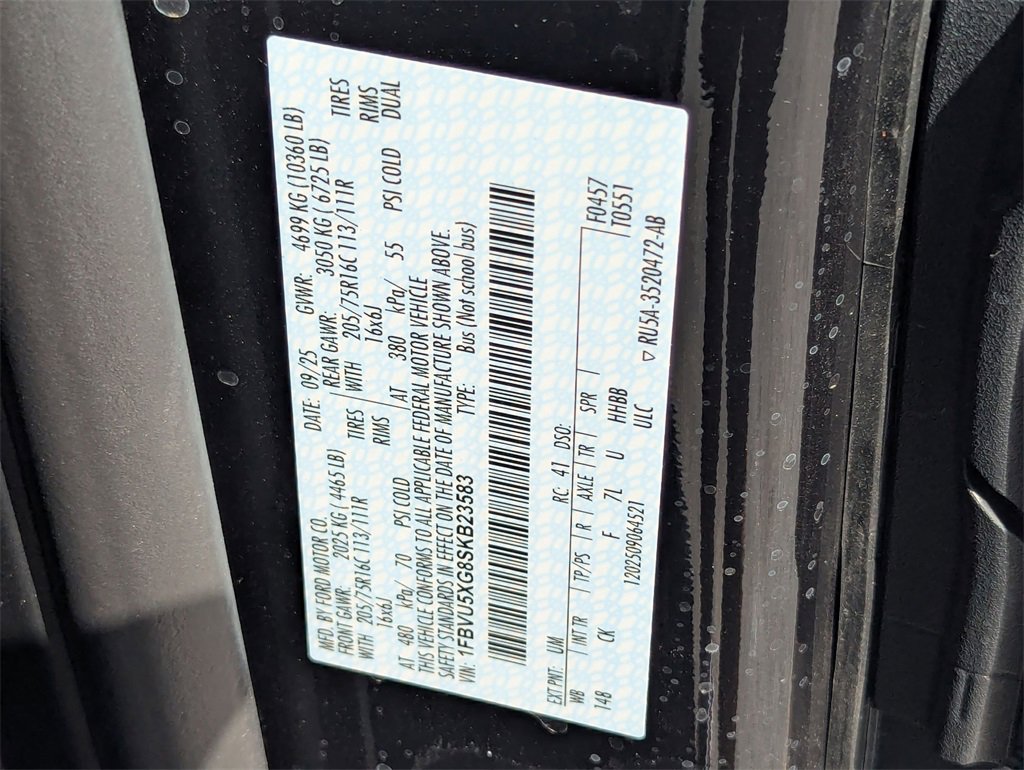 MFD. BY FORD MOTOR CO. DATE: 09/25 GVWR: 4699 KG (10360 LB)
FRONT GAWR: 2025 KG ( 4465 LB) REAR GAWR: 3050 KG ( 6725 LB)
WITH 205/75R16C 113/111R TIRES WITH 205/75R16C 113/111R TIRES
16x6J RIMS 16x6J RIMS
AT 480 kPa/ 70 PSI COLD AT 380 kPa/ 55 PSI COLD DUAL
THIS VEHICLE CONFORMS TO ALL APPLICABLE FEDERAL MOTOR VEHICLE
SAFETY STANDARDS IN EFFECT ON THE DATE OF MANUFACTURE SHOWN ABOVE.
VIN: 1FBVU5XG8SKB23583 TYPE: Bus (Not school bus)
EXT PNT: UM RC: 41 DSO:
WB INT TR TP/PS R AXLE TR SPR F0457
148 CK F 7L U HHBB T0551
ULC
1202509064521 ▽ RU5A-3520472-AB